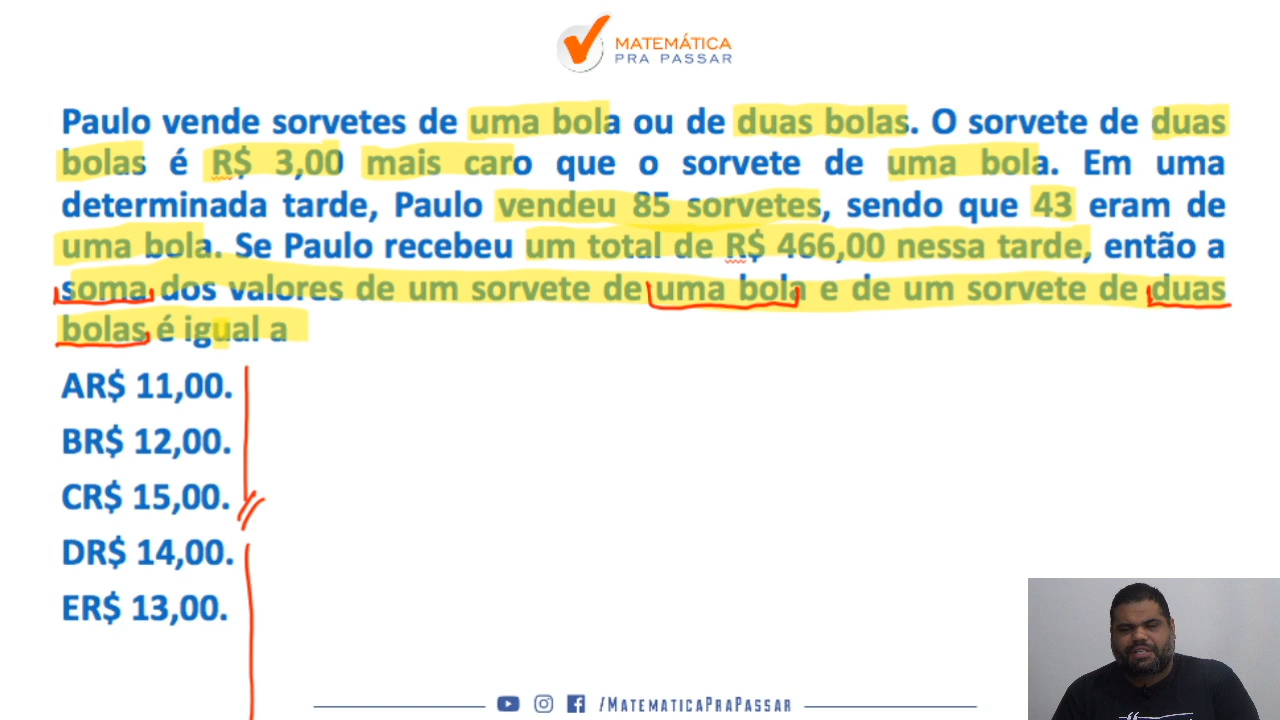 MATEMÁTICA
PRA PASSAR
Paulo vende sorvetes de uma bola ou de duas bolas. O sorvete de duas
bolas é R$ 3,00 mais caro que o sorvete de uma bola. Em uma
determinada tarde, Paulo vendeu 85 sorvetes, sendo que 43 eram de
uma bola. Se Paulo recebeu um total de R$ 466,00 nessa tarde, então a
soma dos valores de um sorvete de uma bola e de um sorvete de duas
bolas é igual a
AR$ 11,00.
BR$ 12,00.
CR$ 15,00.
DR$ 14,00.
ER$ 13,00.
/MATEMATICAPRAPASSAR